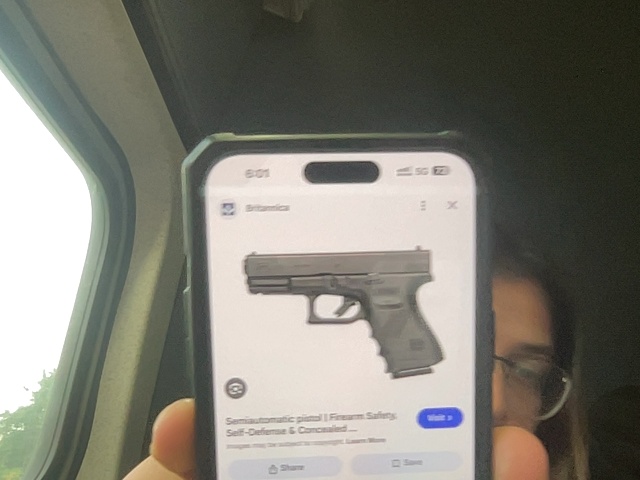 6:01 5G 72
Britannica
Semiautomatic pistol | Firearm Safety,
Self-Defense & Concealed ...
Visit >
Images may be subject to copyright. Learn More
Share
Save